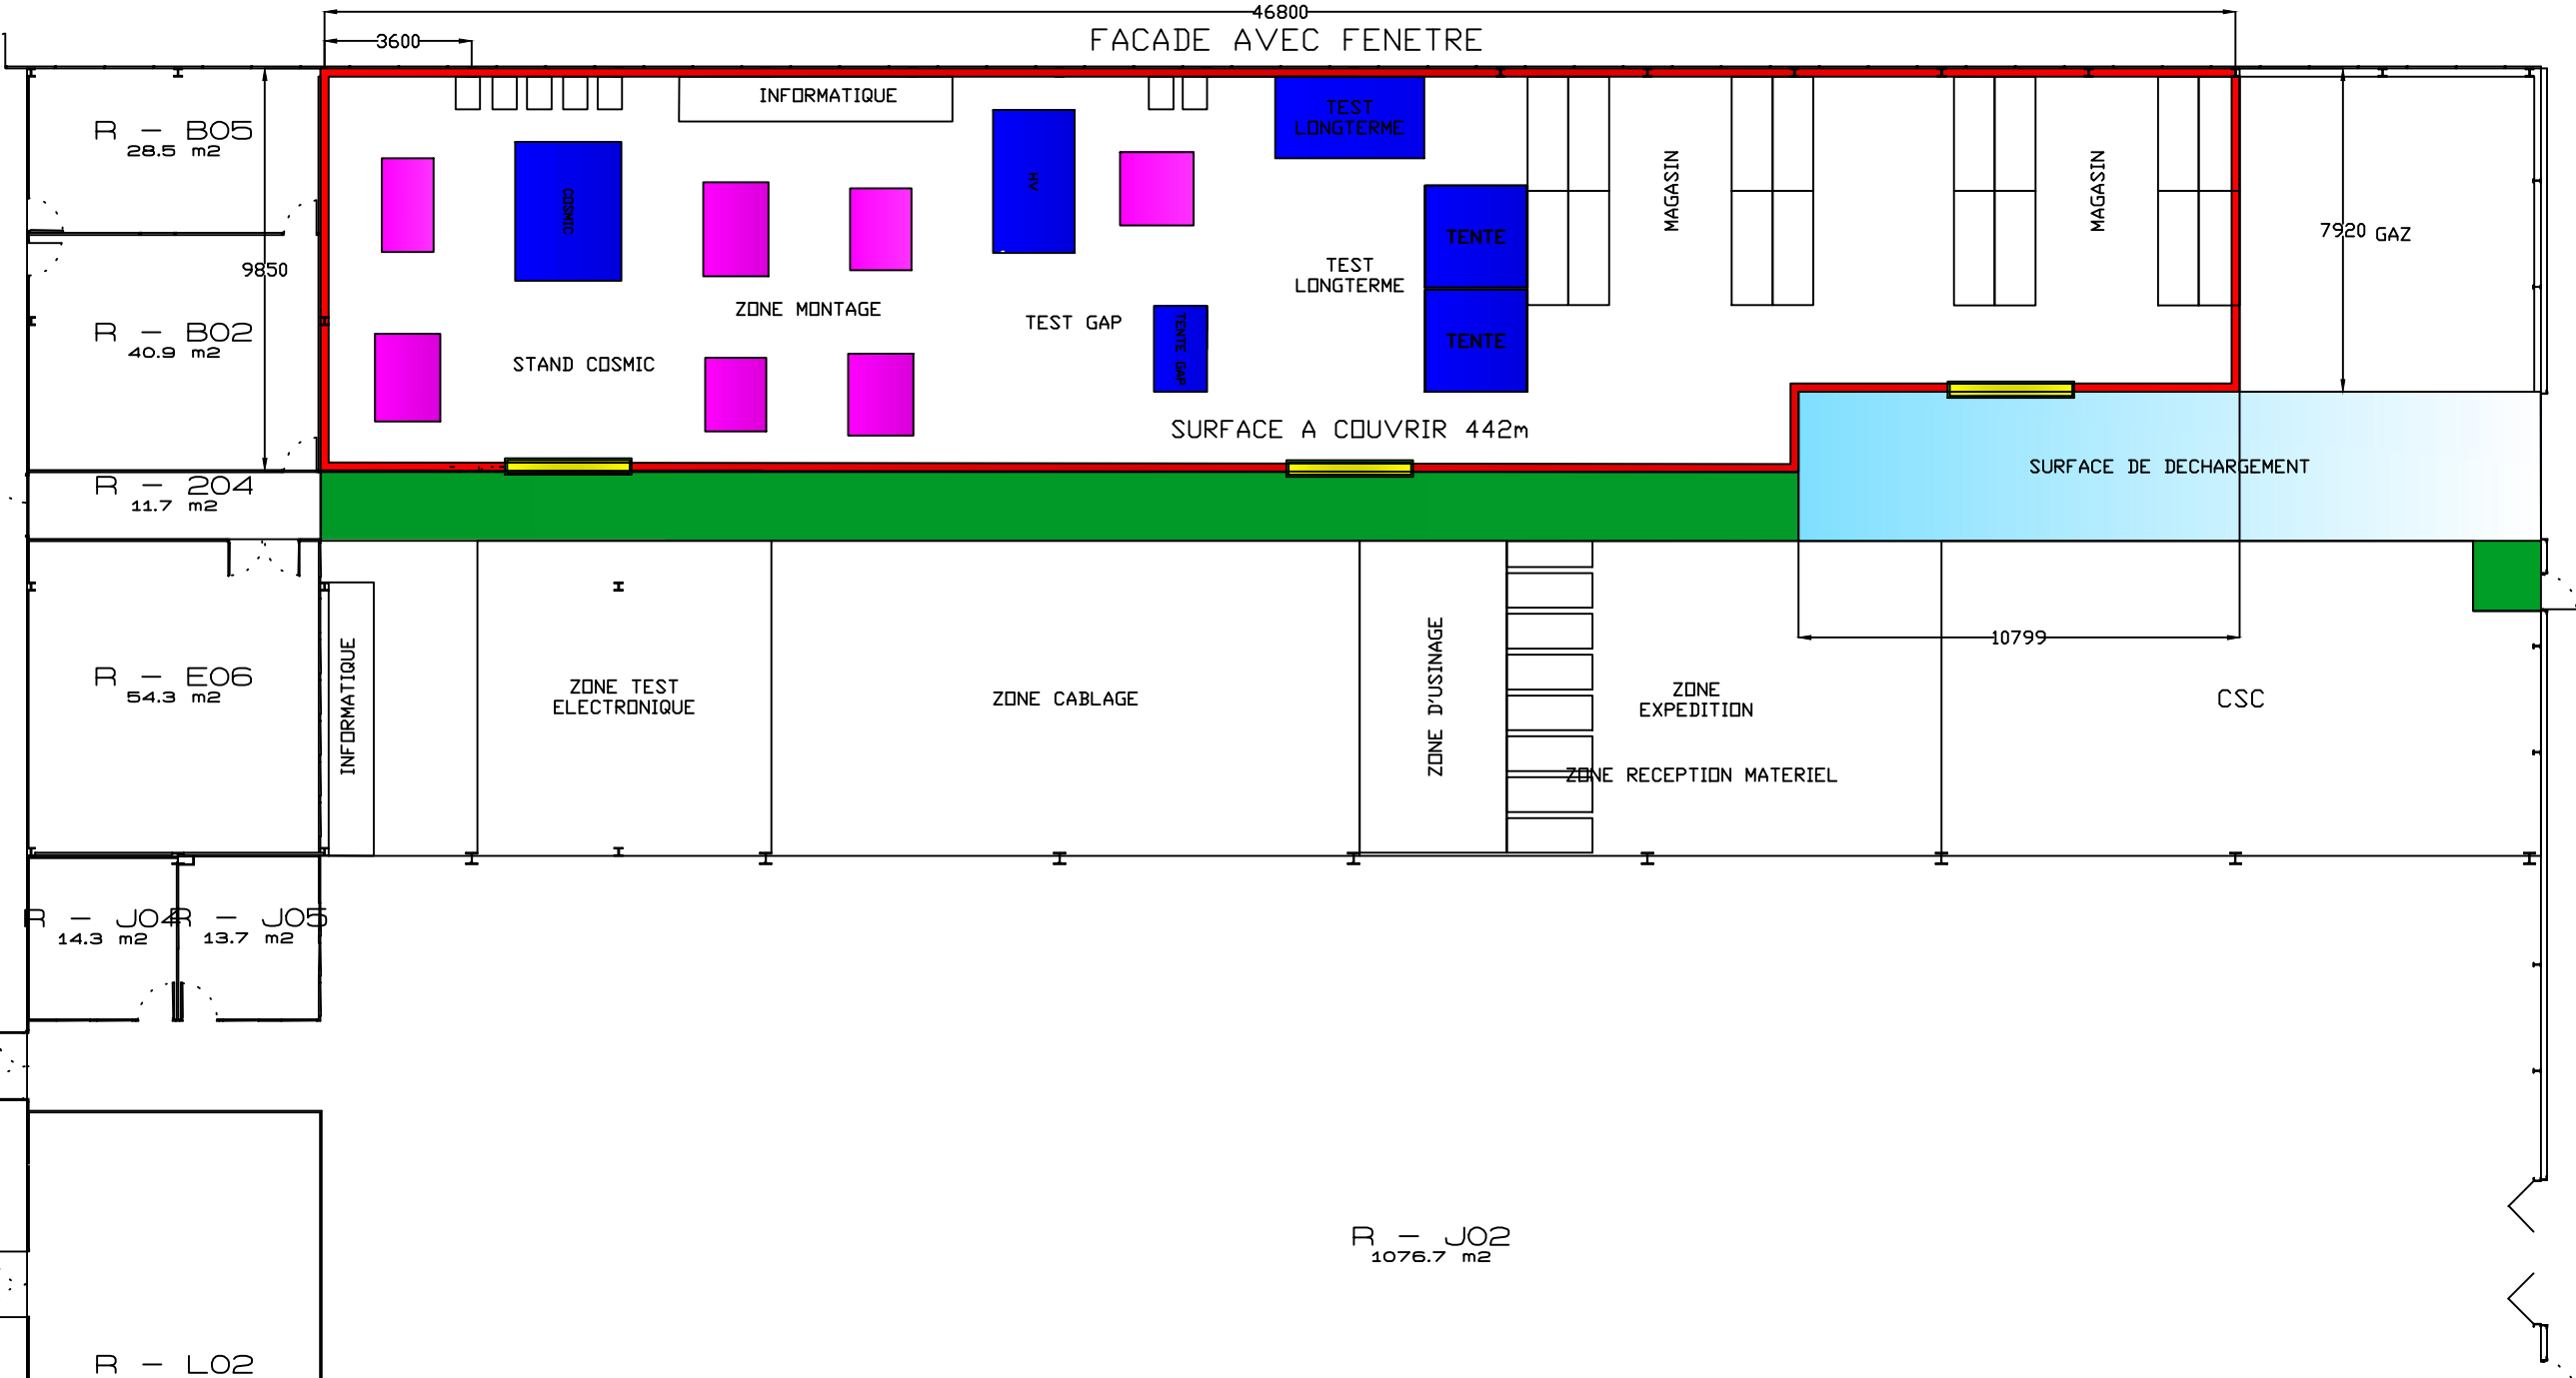 46800
3600
FACADE AVEC FENETRE
INFORMATIQUE
TEST
LONGTERME
R - B05
28.5 m2
COSMIC
HV
MAGASIN
MAGASIN
7920
GAZ
TENTE
9850
TEST
LONGTERME
ZONE MONTAGE
TEST GAP
TENTE GAP
TENTE
R - B02
40.9 m2
STAND COSMIC
SURFACE A COUVRIR 442m
SURFACE DE DECHARGEMENT
R - 204
11.7 m2
10799
INFORMATIQUE
R - E06
54.3 m2
ZONE TEST
ELECTRONIQUE
ZONE CABLAGE
ZONE D'USINAGE
ZONE
EXPEDITION
CSC
ZONE RECEPTION MATERIEL
R - J04
14.3 m2
R - J05
13.7 m2
R - J02
1076.7 m2
R - L02